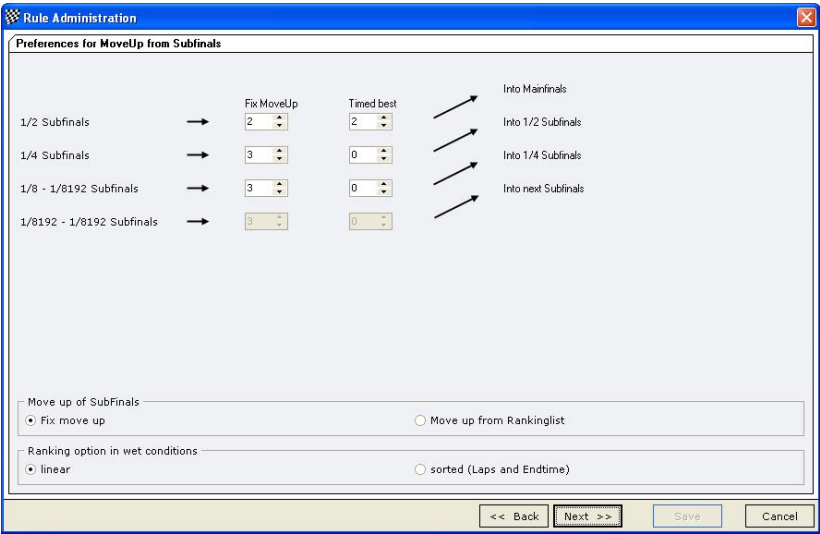 Rule Administration
Preferences for MoveUp from Subfinals
Into Mainfinals
Fix MoveUp Timed best
1/2 Subfinals 2 2 Into 1/2 Subfinals
1/4 Subfinals 3 0 Into 1/4 Subfinals
1/8 - 1/8192 Subfinals 3 0 Into next Subfinals
1/8192 - 1/8192 Subfinals 3 0
Move up of SubFinals
Fix move up Move up from Rankinglist
Ranking option in wet conditions
linear sorted (Laps and Endtime)
<< Back Next >> Save Cancel